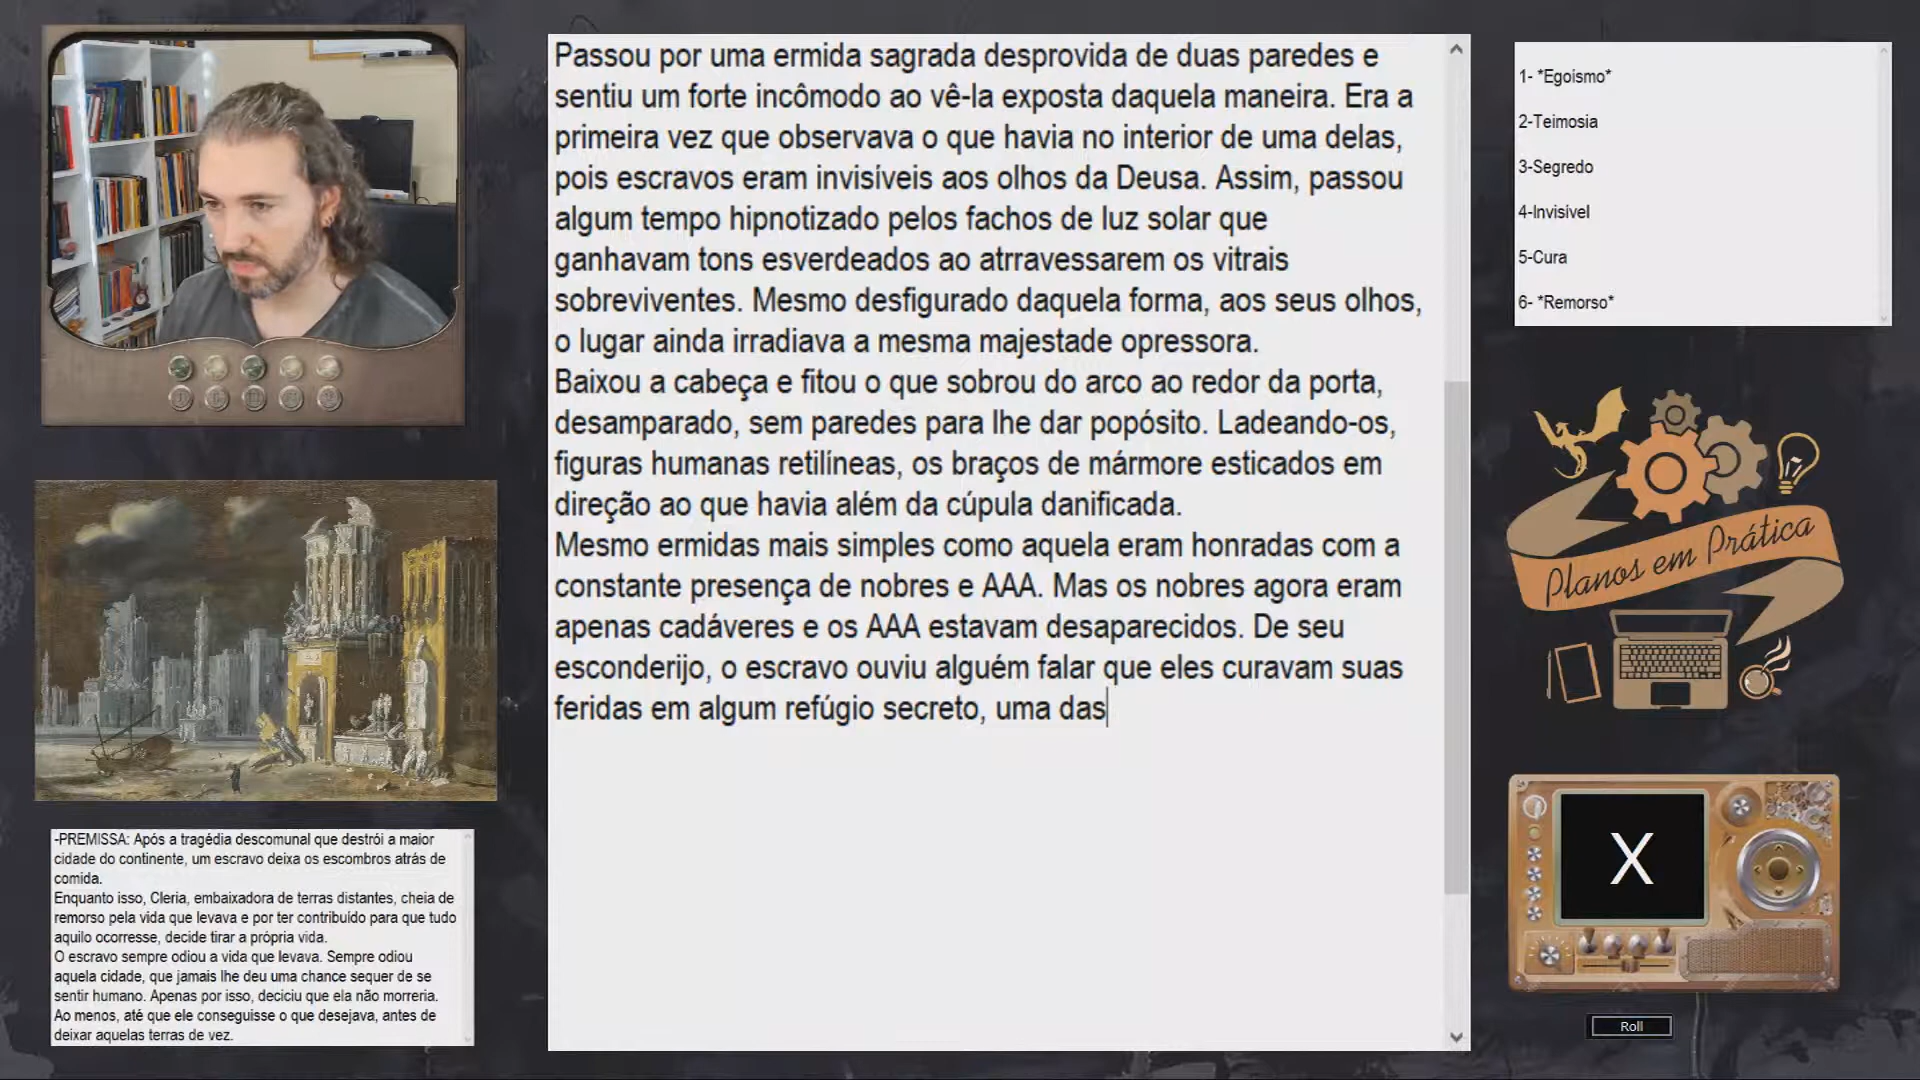 Passou por uma ermida sagrada desprovida de duas paredes e
sentiu um forte incômodo ao vê-la exposta daquela maneira. Era a
primeira vez que observava o que havia no interior de uma delas,
pois escravos eram invisíveis aos olhos da Deusa. Assim, passou
algum tempo hipnotizado pelos fachos de luz solar que
ganhavam tons esverdeados ao atrravessarem os vitrais
sobreviventes. Mesmo desfigurado daquela forma, aos seus olhos,
o lugar ainda irradiava a mesma majestade opressora.
Baixou a cabeça e fitou o que sobrou do arco ao redor da porta,
desamparado, sem paredes para lhe dar popósito. Ladeando-os,
figuras humanas retilíneas, os braços de mármore esticados em
direção ao que havia além da cúpula danificada.
Mesmo ermidas mais simples como aquela eram honradas com a
constante presença de nobres e AAA. Mas os nobres agora eram
apenas cadáveres e os AAA estavam desaparecidos. De seu
esconderijo, o escravo ouviu alguém falar que eles curavam suas
feridas em algum refúgio secreto, uma das
1- *Egoismo*
2-Teimosia
3-Segredo
4-Invisivel
5-Cura
6- *Remorso*
Planos em Prática
X
Roll
-PREMISSA: Após a tragédia descomunal que destrói a maior
cidade do continente, um escravo deixa os escombros atrás de
comida.
Enquanto isso, Cleria, embaixadora de terras distantes, cheia de
remorso pela vida que levava e por ter contribuído para que tudo
aquilo ocorresse, decide tirar a própria vida.
O escravo sempre odiou a vida que levava. Sempre odiou
aquela cidade, que jamais lhe deu uma chance sequer de se
sentir humano. Apenas por isso, deciciu que ela não morreria.
Ao menos, até que ele conseguisse o que desejava, antes de
deixar aquelas terras de vez.